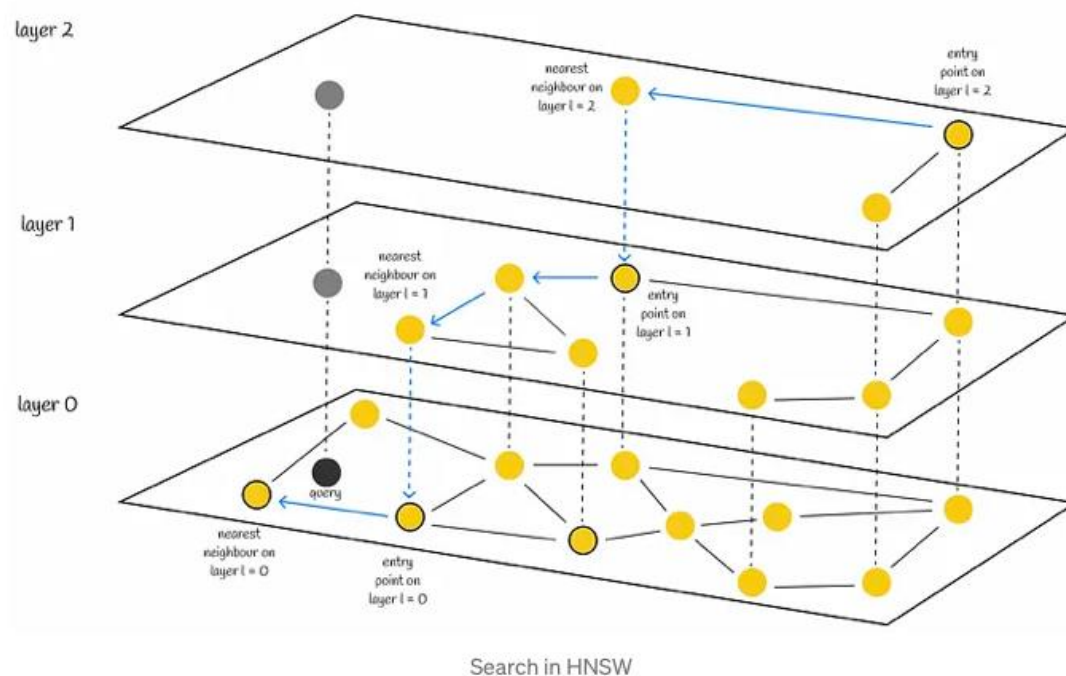 layer 2
entry
point on
layer l = 2
nearest
neighbour on
layer l = 2
layer 1
nearest
neighbour on
layer l = 1
entry
point on
layer l = 1
layer 0
query
nearest
neighbour on
layer l = 0
entry
point on
layer l = 0
Search in HNSW